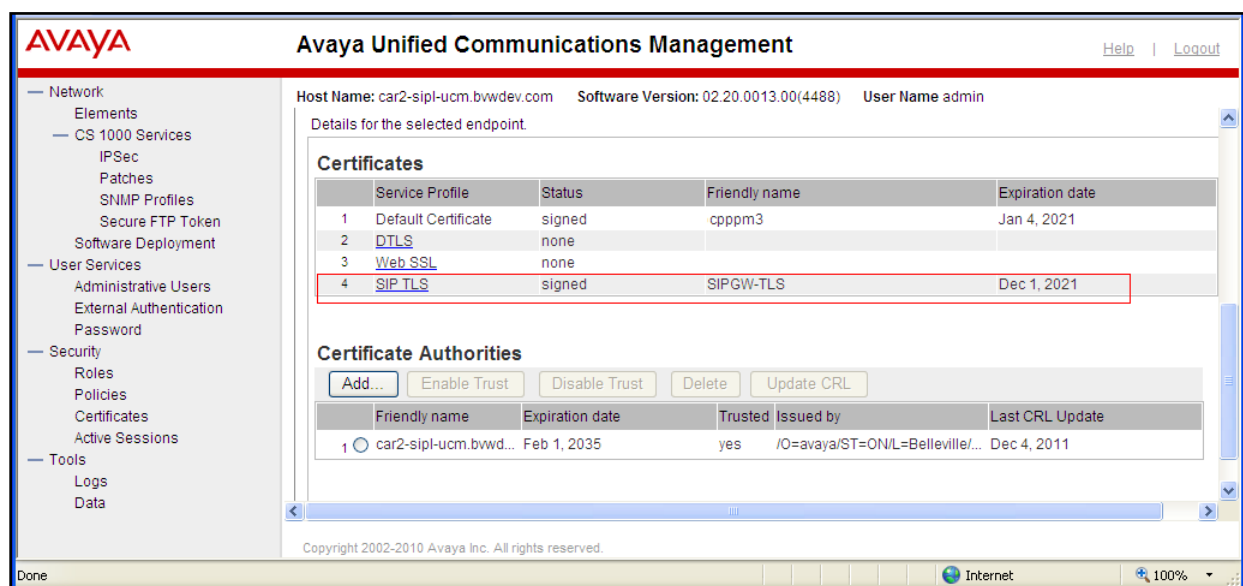 AVAYA
Avaya Unified Communications Management
Help | Logout
Network
Elements
CS 1000 Services
IPSec
Patches
SNMP Profiles
Secure FTP Token
Software Deployment
User Services
Administrative Users
External Authentication
Password
Security
Roles
Policies
Certificates
Active Sessions
Tools
Logs
Data
Host Name: car2-sipl-ucm.bvwdev.com Software Version: 02.20.0013.00(4488) User Name admin
Details for the selected endpoint.
Certificates
Service Profile Status Friendly name Expiration date
1 Default Certificate signed cpppm3 Jan 4, 2021
2 DTLS none
3 Web SSL none
4 SIP TLS signed SIPGW-TLS Dec 1, 2021
Certificate Authorities
Add... Enable Trust Disable Trust Delete Update CRL
Friendly name Expiration date Trusted Issued by Last CRL Update
1 car2-sipl-ucm.bvwd... Feb 1, 2035 yes /O=avaya/ST=ON/L=Belleville/... Dec 4, 2011
Copyright 2002-2010 Avaya Inc. All rights reserved.
Done Internet 100%